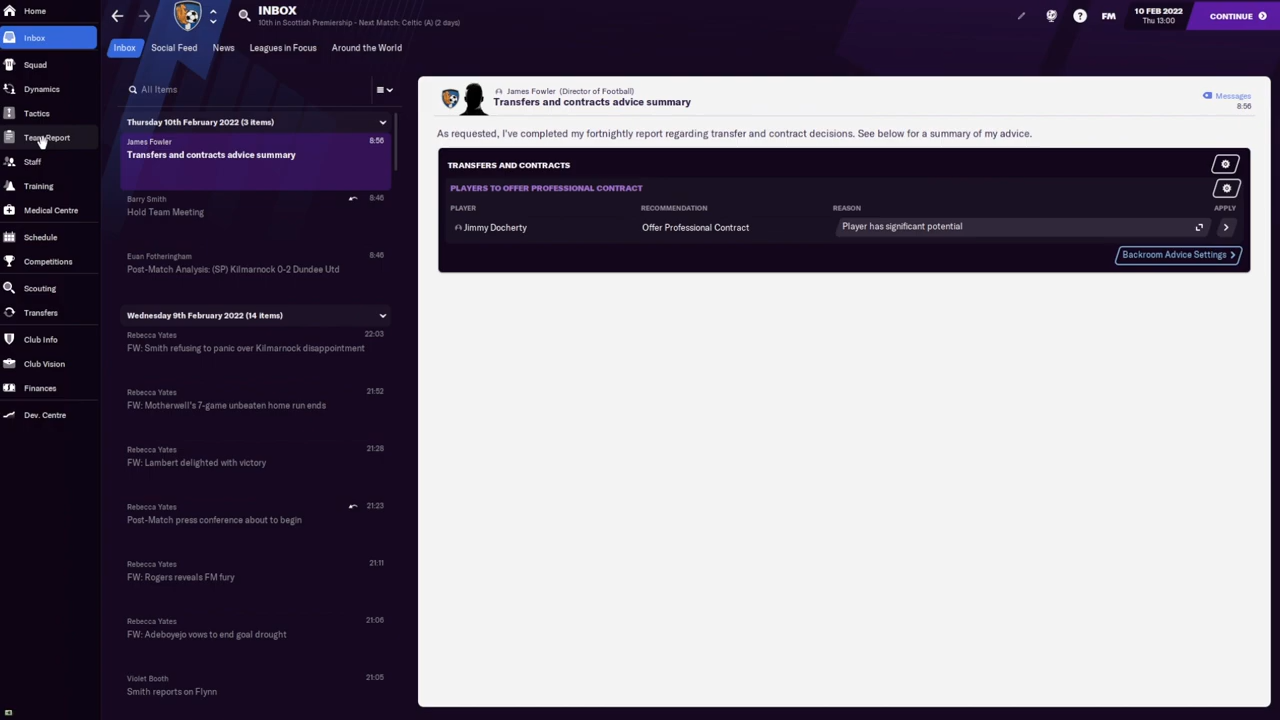 Home
Inbox
Squad
Dynamics
Tactics
Team Report
Staff
Training
Medical Centre
Schedule
Competitions
Scouting
Transfers
Club Info
Club Vision
Finances
Dev. Centre
INBOX
10th in Scottish Premiership - Next Match: Celtic (A) (2 days)
?
FM
10 FEB 2022
Thu 13:00
CONTINUE
Inbox
Social Feed
News
Leagues in Focus
Around the World
All Items
Thursday 10th February 2022 (3 items)
James Fowler 8:56
Transfers and contracts advice summary
Barry Smith 8:46
Hold Team Meeting
Euan Fotheringham 8:46
Post-Match Analysis: (SP) Kilmarnock 0-2 Dundee Utd
Wednesday 9th February 2022 (14 items)
Rebecca Yates 22:03
FW: Smith refusing to panic over Kilmarnock disappointment
Rebecca Yates 21:52
FW: Motherwell's 7-game unbeaten home run ends
Rebecca Yates 21:26
FW: Lambert delighted with victory
Rebecca Yates 21:23
Post-Match press conference about to begin
Rebecca Yates 21:11
FW: Rogers reveals FM fury
Rebecca Yates 21:06
FW: Adeboyejo vows to end goal drought
Violet Booth 21:05
Smith reports on Flynn
James Fowler (Director of Football)
Transfers and contracts advice summary
Messages
8:56
As requested, I've completed my fortnightly report regarding transfer and contract decisions. See below for a summary of my advice.
TRANSFERS AND CONTRACTS
PLAYERS TO OFFER PROFESSIONAL CONTRACT
PLAYER RECOMMENDATION REASON APPLY
Jimmy Docherty Offer Professional Contract Player has significant potential
Backroom Advice Settings